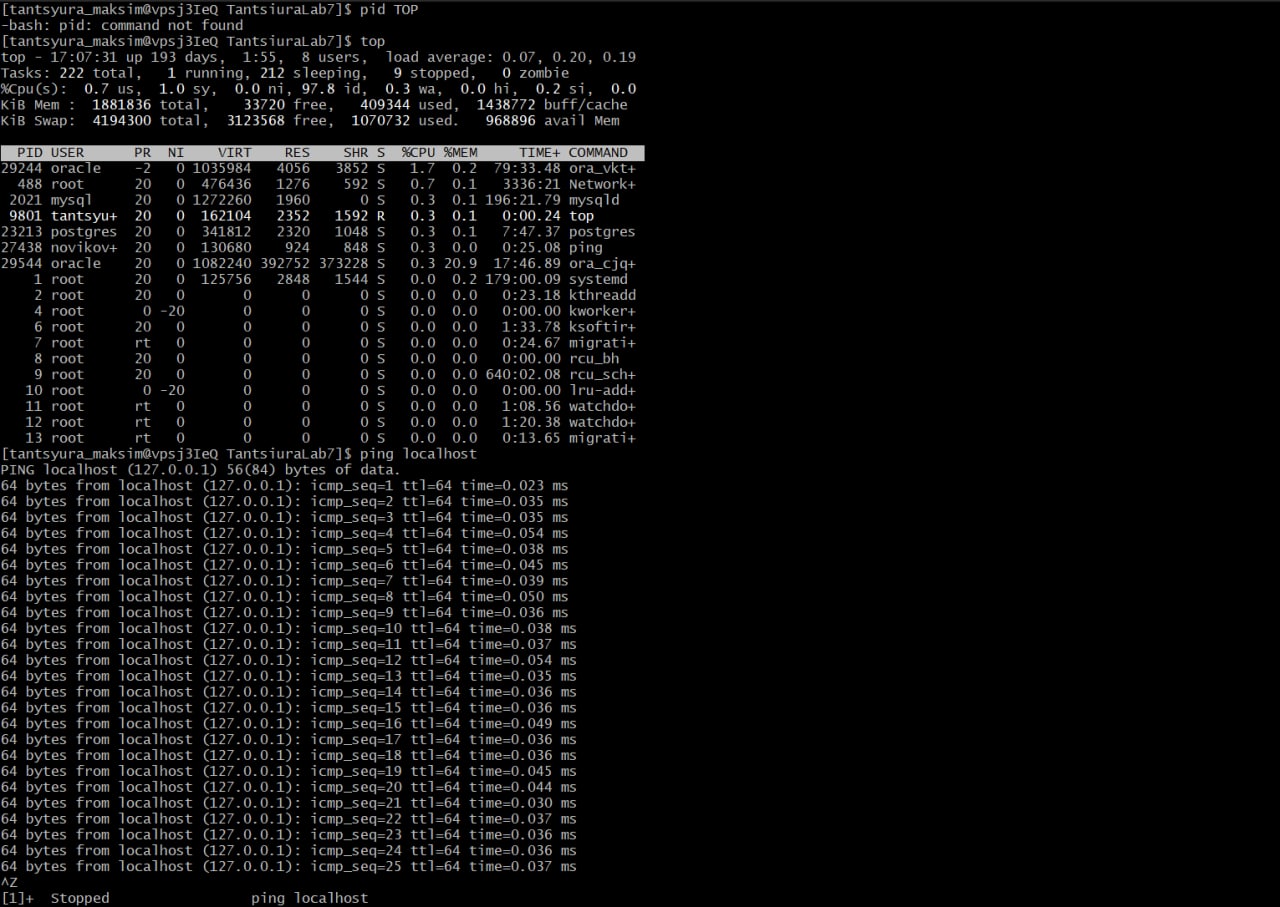 [tantsyura_maksim@vpsj3IeQ TantsiuraLab7]$ pid TOP
-bash: pid: command not found
[tantsyura_maksim@vpsj3IeQ TantsiuraLab7]$ top
top - 17:07:31 up 193 days,  1:55,  8 users,  load average: 0.07, 0.20, 0.19
Tasks: 222 total,   1 running, 212 sleeping,   9 stopped,   0 zombie
%Cpu(s):  0.7 us,  1.0 sy,  0.0 ni, 97.8 id,  0.3 wa,  0.0 hi,  0.2 si,  0.0
KiB Mem :  1881836 total,    33720 free,   409344 used,  1438772 buff/cache
KiB Swap:  4194300 total,  3123568 free,  1070732 used.   968896 avail Mem
  PID USER      PR  NI    VIRT    RES    SHR S  %CPU %MEM     TIME+ COMMAND
29244 oracle    -2   0 1035984   4056   3852 S   1.7  0.2  79:33.48 ora_vkt+
  488 root      20   0  476436   1276    592 S   0.7  0.1   3336:21 Network+
 2021 mysql     20   0 1272260   1960      0 S   0.3  0.1 196:21.79 mysqld
 9801 tantsyu+  20   0  162104   2352   1592 R   0.3  0.1   0:00.24 top
23213 postgres  20   0  341812   2320   1048 S   0.3  0.1   7:47.37 postgres
27438 novikov+  20   0  130680    924    848 S   0.3  0.0   0:25.08 ping
29544 oracle    20   0 1082240 392752 373228 S   0.3 20.9  17:46.89 ora_cjq+
    1 root      20   0  125756   2848   1544 S   0.0  0.2 179:00.09 systemd
    2 root      20   0       0      0      0 S   0.0  0.0   0:23.18 kthreadd
    4 root       0 -20       0      0      0 S   0.0  0.0   0:00.00 kworker+
    6 root      20   0       0      0      0 S   0.0  0.0   1:33.78 ksoftir+
    7 root      rt   0       0      0      0 S   0.0  0.0   0:24.67 migrati+
    8 root      20   0       0      0      0 S   0.0  0.0   0:00.00 rcu_bh
    9 root      20   0       0      0      0 S   0.0  0.0 640:02.08 rcu_sch+
   10 root       0 -20       0      0      0 S   0.0  0.0   0:00.00 lru-add+
   11 root      rt   0       0      0      0 S   0.0  0.0   1:08.56 watchdo+
   12 root      rt   0       0      0      0 S   0.0  0.0   1:20.38 watchdo+
   13 root      rt   0       0      0      0 S   0.0  0.0   0:13.65 migrati+
[tantsyura_maksim@vpsj3IeQ TantsiuraLab7]$ ping localhost
PING localhost (127.0.0.1) 56(84) bytes of data.
64 bytes from localhost (127.0.0.1): icmp_seq=1 ttl=64 time=0.023 ms
64 bytes from localhost (127.0.0.1): icmp_seq=2 ttl=64 time=0.035 ms
64 bytes from localhost (127.0.0.1): icmp_seq=3 ttl=64 time=0.035 ms
64 bytes from localhost (127.0.0.1): icmp_seq=4 ttl=64 time=0.054 ms
64 bytes from localhost (127.0.0.1): icmp_seq=5 ttl=64 time=0.038 ms
64 bytes from localhost (127.0.0.1): icmp_seq=6 ttl=64 time=0.045 ms
64 bytes from localhost (127.0.0.1): icmp_seq=7 ttl=64 time=0.039 ms
64 bytes from localhost (127.0.0.1): icmp_seq=8 ttl=64 time=0.050 ms
64 bytes from localhost (127.0.0.1): icmp_seq=9 ttl=64 time=0.036 ms
64 bytes from localhost (127.0.0.1): icmp_seq=10 ttl=64 time=0.038 ms
64 bytes from localhost (127.0.0.1): icmp_seq=11 ttl=64 time=0.037 ms
64 bytes from localhost (127.0.0.1): icmp_seq=12 ttl=64 time=0.054 ms
64 bytes from localhost (127.0.0.1): icmp_seq=13 ttl=64 time=0.035 ms
64 bytes from localhost (127.0.0.1): icmp_seq=14 ttl=64 time=0.036 ms
64 bytes from localhost (127.0.0.1): icmp_seq=15 ttl=64 time=0.036 ms
64 bytes from localhost (127.0.0.1): icmp_seq=16 ttl=64 time=0.049 ms
64 bytes from localhost (127.0.0.1): icmp_seq=17 ttl=64 time=0.036 ms
64 bytes from localhost (127.0.0.1): icmp_seq=18 ttl=64 time=0.036 ms
64 bytes from localhost (127.0.0.1): icmp_seq=19 ttl=64 time=0.045 ms
64 bytes from localhost (127.0.0.1): icmp_seq=20 ttl=64 time=0.044 ms
64 bytes from localhost (127.0.0.1): icmp_seq=21 ttl=64 time=0.030 ms
64 bytes from localhost (127.0.0.1): icmp_seq=22 ttl=64 time=0.037 ms
64 bytes from localhost (127.0.0.1): icmp_seq=23 ttl=64 time=0.036 ms
64 bytes from localhost (127.0.0.1): icmp_seq=24 ttl=64 time=0.036 ms
64 bytes from localhost (127.0.0.1): icmp_seq=25 ttl=64 time=0.037 ms
^Z
[1]+  Stopped                 ping localhost